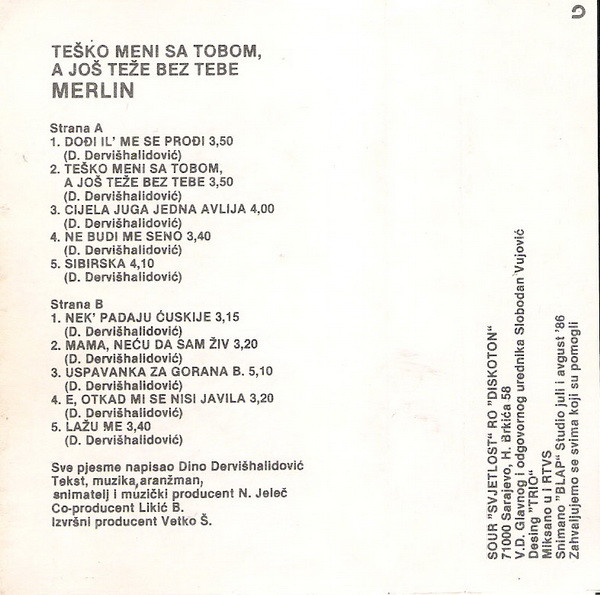 TEŠKO MENI SA TOBOM,
A JOŠ TEŽE BEZ TEBE
MERLIN
Strana A
1. DOĐI IL' ME SE PROĐI 3,50
(D. Dervišhalidović)
2. TEŠKO MENI SA TOBOM,
A JOŠ TEŽE BEZ TEBE 3,50
(D. Dervišhalidović)
3. CIJELA JUGA JEDNA AVLIJA 4,00
(D. Dervišhalidović)
4. NE BUDI ME SENO 3,40
(D. Dervišhalidović)
5. SIBIRSKA 4,10
(D. Dervišhalidović)
Strana B
1. NEK' PADAJU ĆUSKIJE 3,15
(D. Dervišhalidović)
2. MAMA, NEĆU DA SAM ŽIV 3,20
(D. Dervišhalidović)
3. USPAVANKA ZA GORANA B. 5,10
(D. Dervišhalidović)
4. E, OTKAD MI SE NISI JAVILA 3,20
(D. Dervišhalidović)
5. LAŽU ME 3,40
(D. Dervišhalidović)
Sve pjesme napisao Dino Dervišhalidović
Tekst, muzika, aranžman,
snimatelj i muzički producent N. Jeleč
Co-producent Likić B.
Izvršni producent Vetko Š.
SOUR "SVJETLOST" RO "DISKOTON"
71000 Sarajevo, H. Brkića 58
V.D. Glavnog i odgovornog urednika Slobodan Vujović
Desing "TRIO"
Miksano u I RTVS
Snimano "BLAP" Studio juli i avgust '86
Zahvaljujemo se svima koji su pomogli